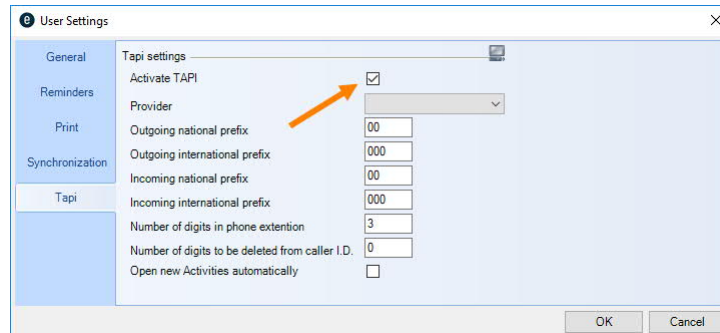 User Settings
General
Reminders
Print
Synchronization
Tapi
Tapi settings
Activate TAPI
Provider
Outgoing national prefix 00
Outgoing international prefix 000
Incoming national prefix 00
Incoming international prefix 000
Number of digits in phone extention 3
Number of digits to be deleted from caller I.D. 0
Open new Activities automatically
OK Cancel